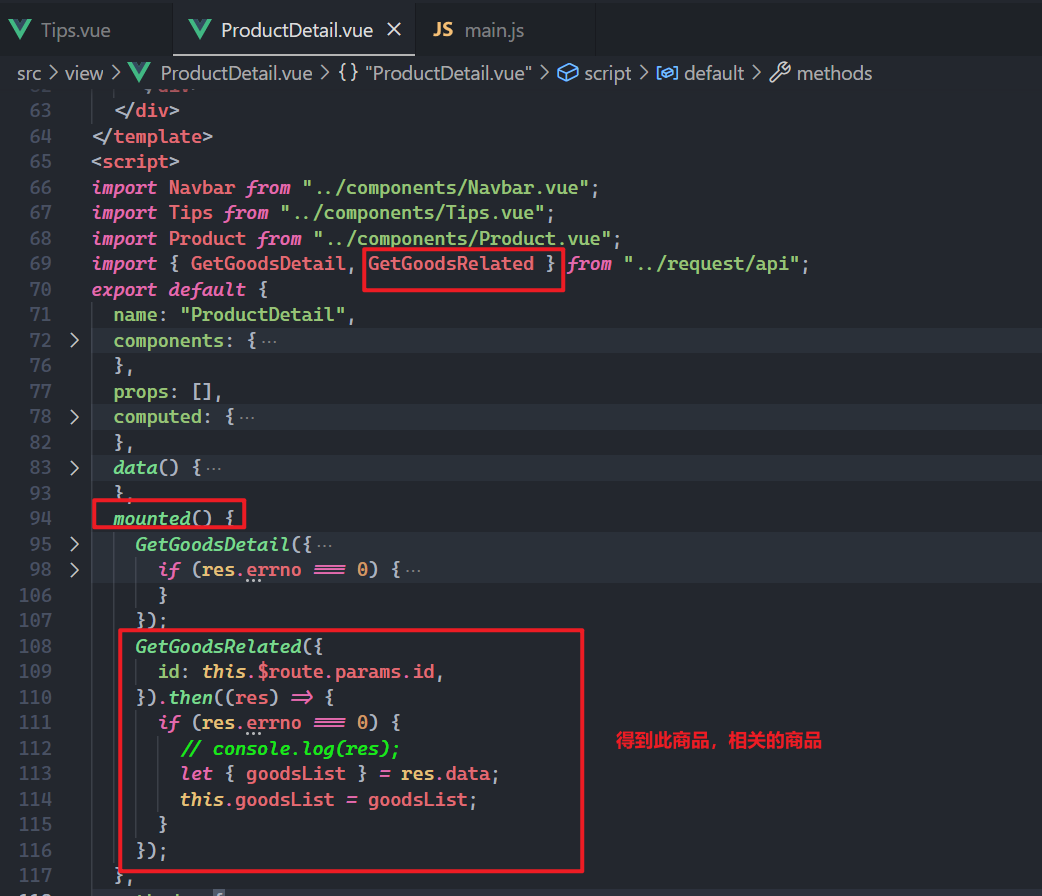 Tips.vue ProductDetail.vue JS main.js
src > view > ProductDetail.vue > {} "ProductDetail.vue" > script > default > methods
63 </div>
64 </template>
65 <script>
66 import Navbar from "../components/Navbar.vue";
67 import Tips from "../components/Tips.vue";
68 import Product from "../components/Product.vue";
69 import { GetGoodsDetail, GetGoodsRelated } from "../request/api";
70 export default {
71 name: "ProductDetail",
72 components: { ...
76 },
77 props: [],
78 computed: { ...
82 },
83 data() { ...
93 },
94 mounted() {
95 GetGoodsDetail({ ...
98 if (res.errno === 0) { ...
106 }
107 });
108 GetGoodsRelated({
109 id: this.$route.params.id,
110 }).then((res) => {
111 if (res.errno === 0) {
112 // console.log(res);
113 let { goodsList } = res.data;
114 this.goodsList = goodsList;
115 }
116 });
117 },
得到此商品，相关的商品